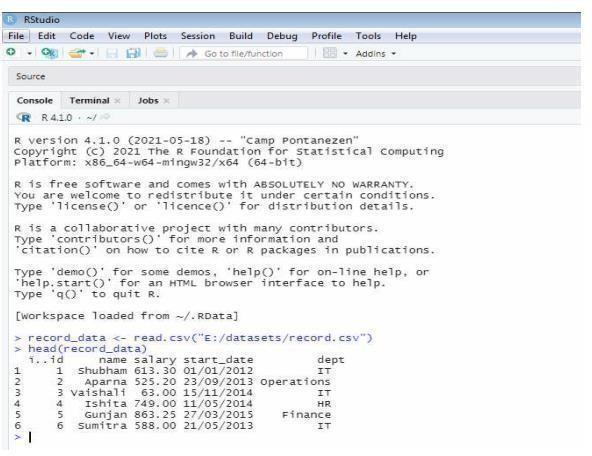 RStudio
File Edit Code View Plots Session Build Debug Profile Tools Help
Go to file/function Addins
Source
Console Terminal Jobs
R 4.1.0 · ~/
R version 4.1.0 (2021-05-18) -- "Camp Pontanezen"
Copyright (C) 2021 The R Foundation for Statistical Computing
Platform: x86_64-w64-mingw32/x64 (64-bit)
R is free software and comes with ABSOLUTELY NO WARRANTY.
You are welcome to redistribute it under certain conditions.
Type 'license()' or 'licence()' for distribution details.
R is a collaborative project with many contributors.
Type 'contributors()' for more information and
'citation()' on how to cite R or R packages in publications.
Type 'demo()' for some demos, 'help()' for on-line help, or
'help.start()' for an HTML browser interface to help.
Type 'q()' to quit R.
[Workspace loaded from ~/.RData]
> record_data <- read.csv("E:/datasets/record.csv")
> head(record_data)
i..id name salary start_date dept
1 1 Shubham 613.30 01/01/2012 IT
2 2 Aparna 525.20 23/09/2013 Operations
3 3 Vaishali 63.00 15/11/2014 IT
4 4 Ishita 749.00 11/05/2014 HR
5 5 Gunjan 863.25 27/03/2015 Finance
6 6 Sumitra 588.00 21/05/2013 IT
>